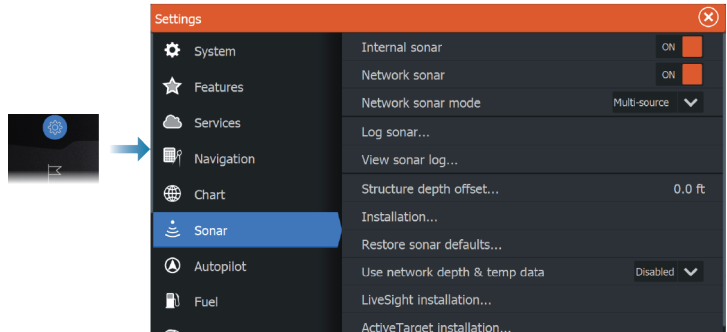 Settings
System
Features
Services
Navigation
Chart
Sonar
Autopilot
Fuel
Internal sonar ON
Network sonar ON
Network sonar mode Multi-source
Log sonar...
View sonar log...
Structure depth offset... 0.0 ft
Installation...
Restore sonar defaults...
Use network depth & temp data Disabled
LiveSight installation...
ActiveTarget installation...